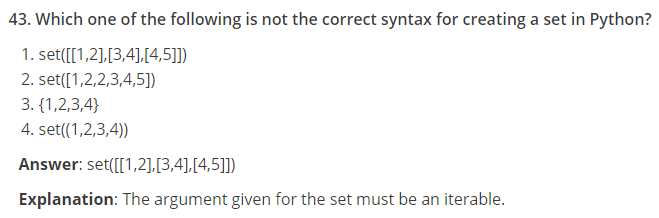 43. Which one of the following is not the correct syntax for creating a set in Python?
1. set([[1,2],[3,4],[4,5]])
2. set([1,2,2,3,4,5])
3. {1,2,3,4}
4. set((1,2,3,4))
Answer: set([[1,2],[3,4],[4,5]])
Explanation: The argument given for the set must be an iterable.